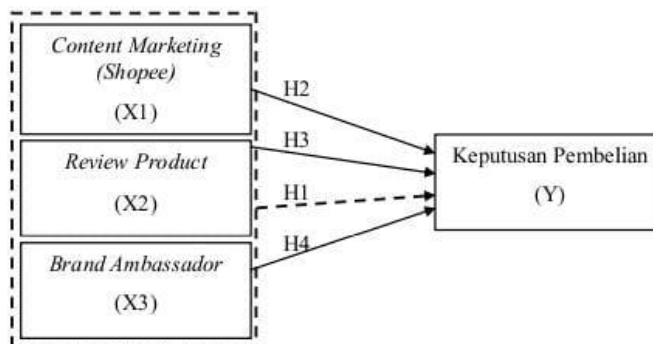 Content Marketing
(Shopee)
(X1)
H2
H3
Review Product
(X2)
Keputusan Pembelian
(Y)
H1
H4
Brand Ambassador
(X3)